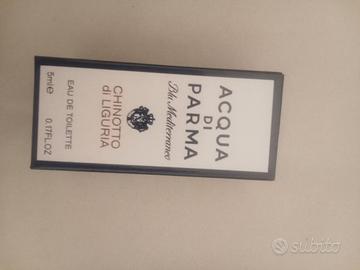 ACQUA
DI
PARMA
Blu Mediterraneo
CHINOTTO
di LIGURIA
EAU DE TOILETTE
5ml℮
0.17FL.OZ
subito